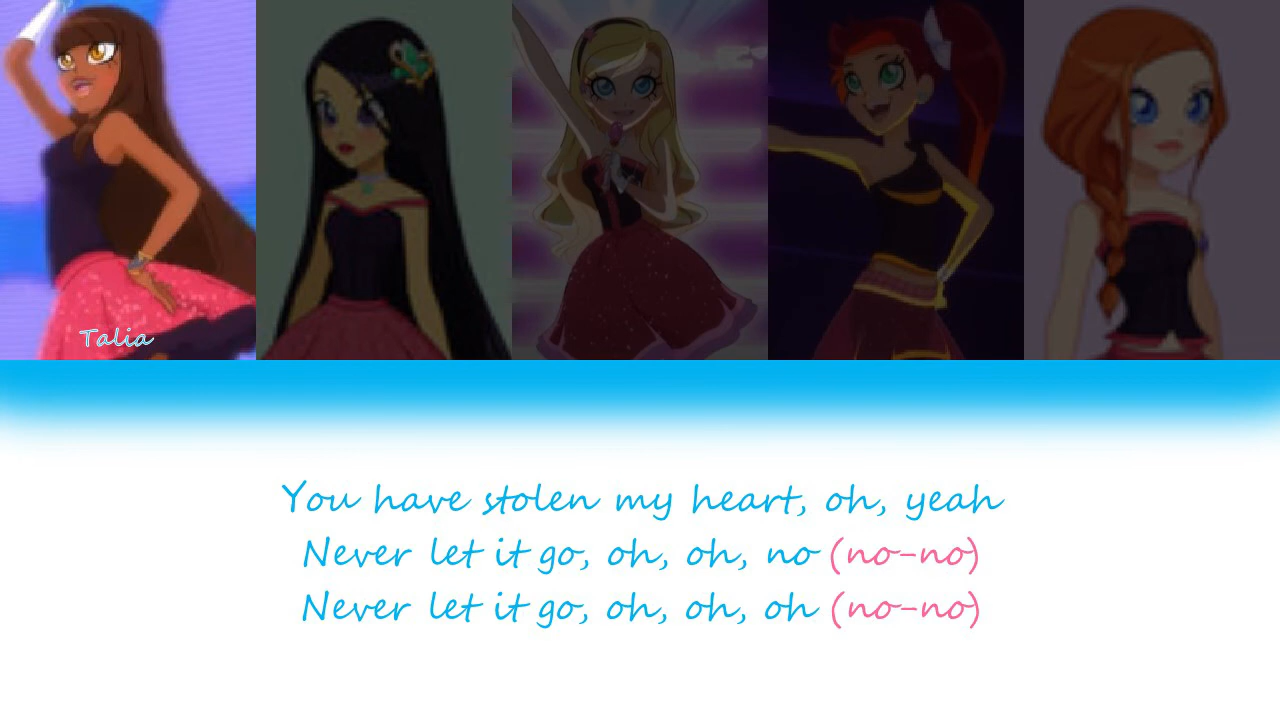 Talia
You have stolen my heart, oh, yeah
Never let it go, oh, oh, no (no-no)
Never let it go, oh, oh, oh (no-no)